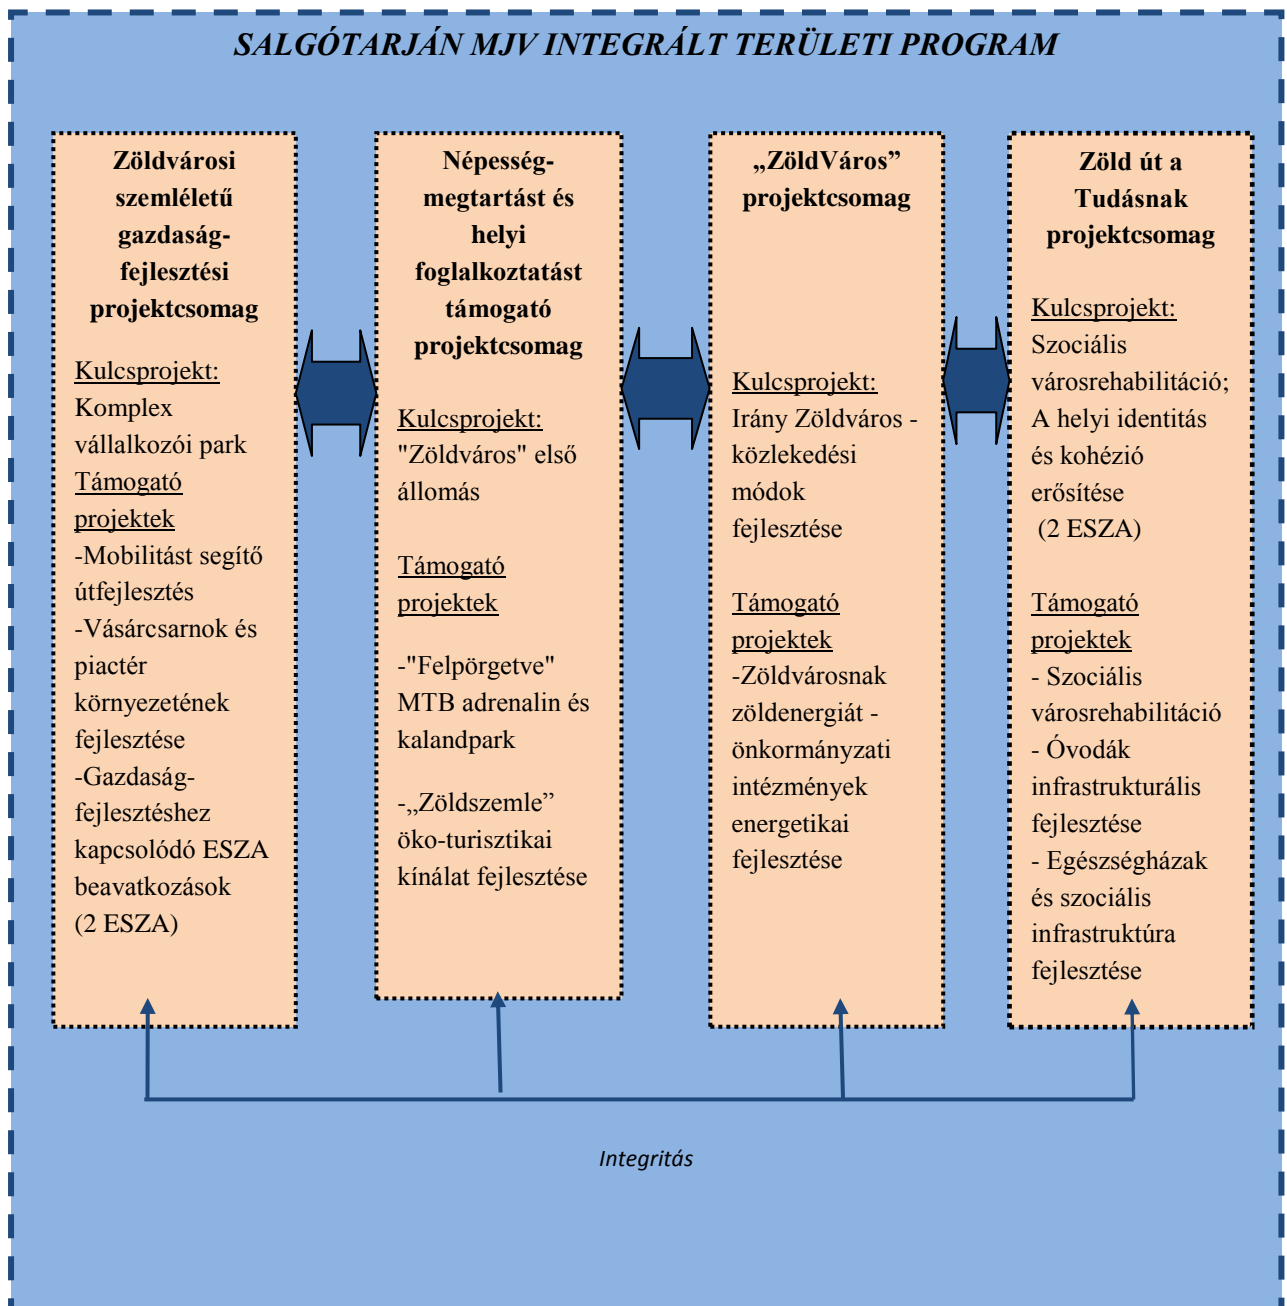 SALGÓTARJÁN MJV INTEGRÁLT TERÜLETI PROGRAM
Zöldvárosi
szemléletű
gazdaság-
fejlesztési
projektcsomag
Kulcsprojekt:
Komplex
vállalkozói park
Támogató
projektek
-Mobilitást segítő
útfejlesztés
-Vásárcsarnok és
piactér
környezetének
fejlesztése
-Gazdaság-
fejlesztéshez
kapcsolódó ESZA
beavatkozások
(2 ESZA)
Népesség-
megtartást és
helyi
foglalkoztatást
támogató
projektcsomag
Kulcsprojekt:
"Zöldváros" első
állomás
Támogató
projektek
-"Felpörgetve"
MTB adrenalin és
kalandpark
-„Zöldszemle”
öko-turisztikai
kínálat fejlesztése
„ZöldVáros”
projektcsomag
Kulcsprojekt:
Irány Zöldváros -
közlekedési
módok
fejlesztése
Támogató
projektek
-Zöldvárosnak
zöldenergiát -
önkormányzati
intézmények
energetikai
fejlesztése
Zöld út a
Tudásnak
projektcsomag
Kulcsprojekt:
Szociális
városrehabilitáció;
A helyi identitás
és kohézió
erősítése
(2 ESZA)
Támogató
projektek
- Szociális
városrehabilitáció
- Óvodák
infrastrukturális
fejlesztése
- Egészségházak
és szociális
infrastruktúra
fejlesztése
Integritás